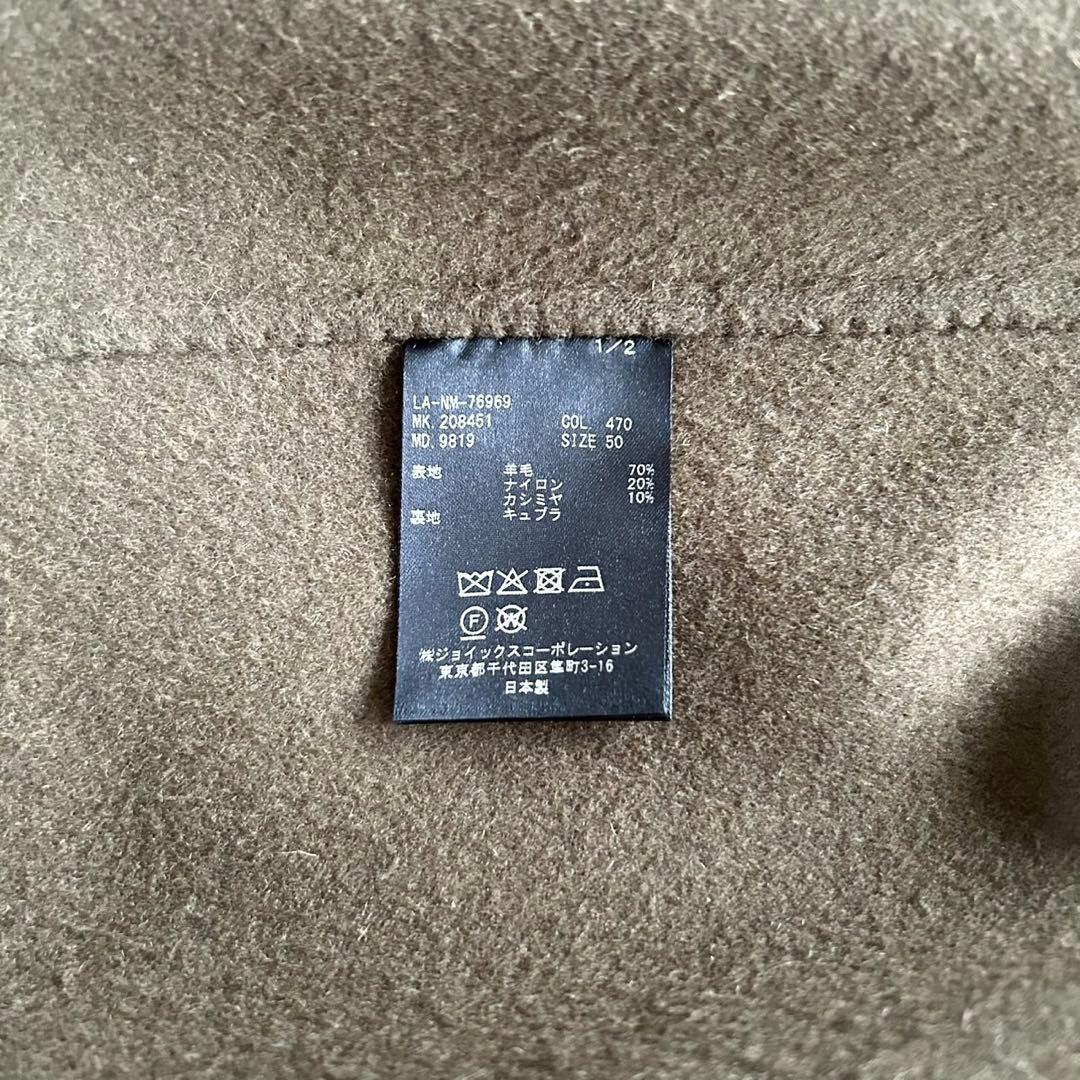 1/2
LA-NM-76969
MK. 208451 COL. 470
MD. 9819 SIZE 50
表地 羊毛 70%
ナイロン 20%
カシミヤ 10%
裏地 キュプラ
F W
㈱ジョイックスコーポレーション
東京都千代田区隼町3-16
日本製